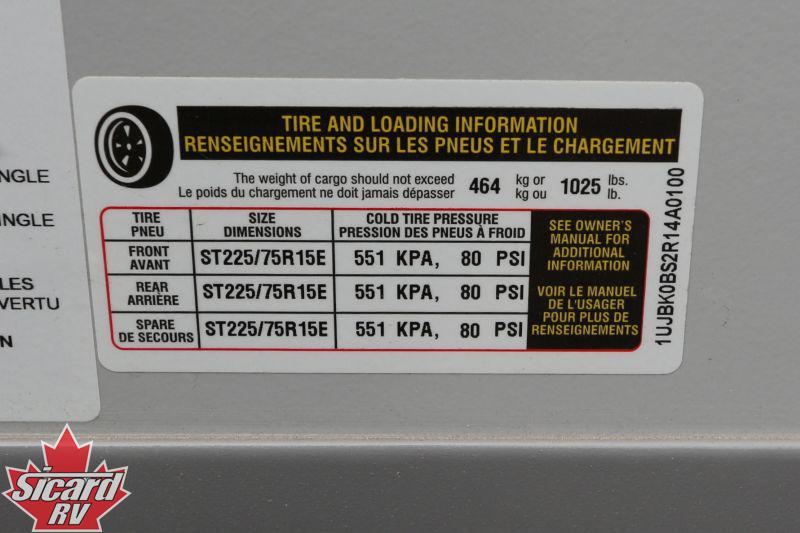 NGLE
INGLE
LES
VERTU
N
TIRE AND LOADING INFORMATION
RENSEIGNEMENTS SUR LES PNEUS ET LE CHARGEMENT
The weight of cargo should not exceed 464 kg or 1025 lbs.
Le poids du chargement ne doit jamais dépasser kg ou lb.
TIRE SIZE COLD TIRE PRESSURE
PNEU DIMENSIONS PRESSION DES PNEUS À FROID
FRONT
AVANT
ST225/75R15E 551 KPA, 80 PSI
REAR
ARRIÈRE
ST225/75R15E 551 KPA, 80 PSI
SPARE
DE SECOURS
ST225/75R15E 551 KPA, 80 PSI
SEE OWNER'S
MANUAL FOR
ADDITIONAL
INFORMATION
VOIR LE MANUEL
DE L'USAGER
POUR PLUS DE
RENSEIGNEMENTS
1UJBK0BS2R14A0100
Sicard
RV